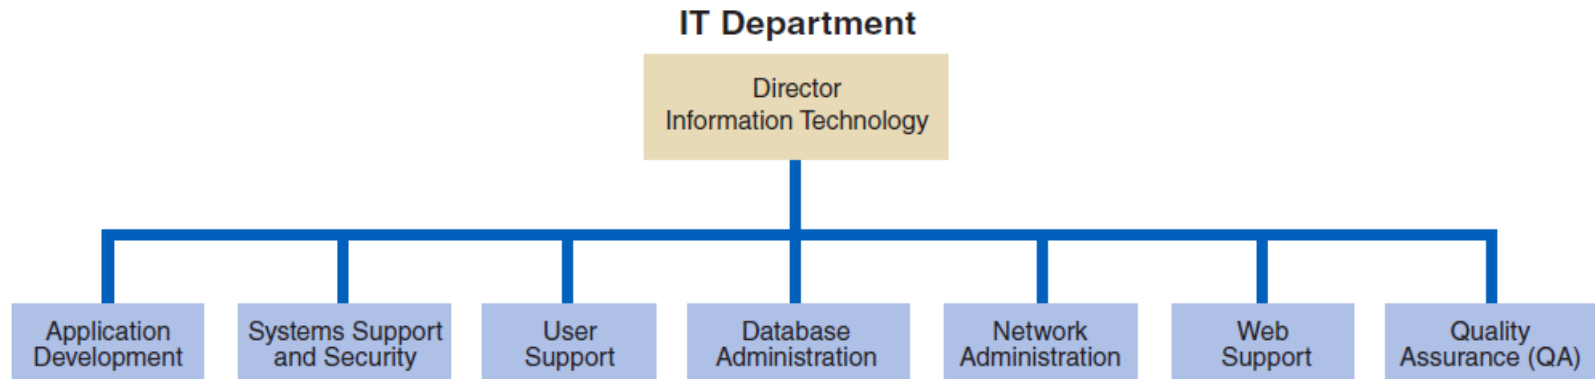 IT Department
Director
Information Technology
Application
Development
Systems Support
and Security
User
Support
Database
Administration
Network
Administration
Web
Support
Quality
Assurance (QA)